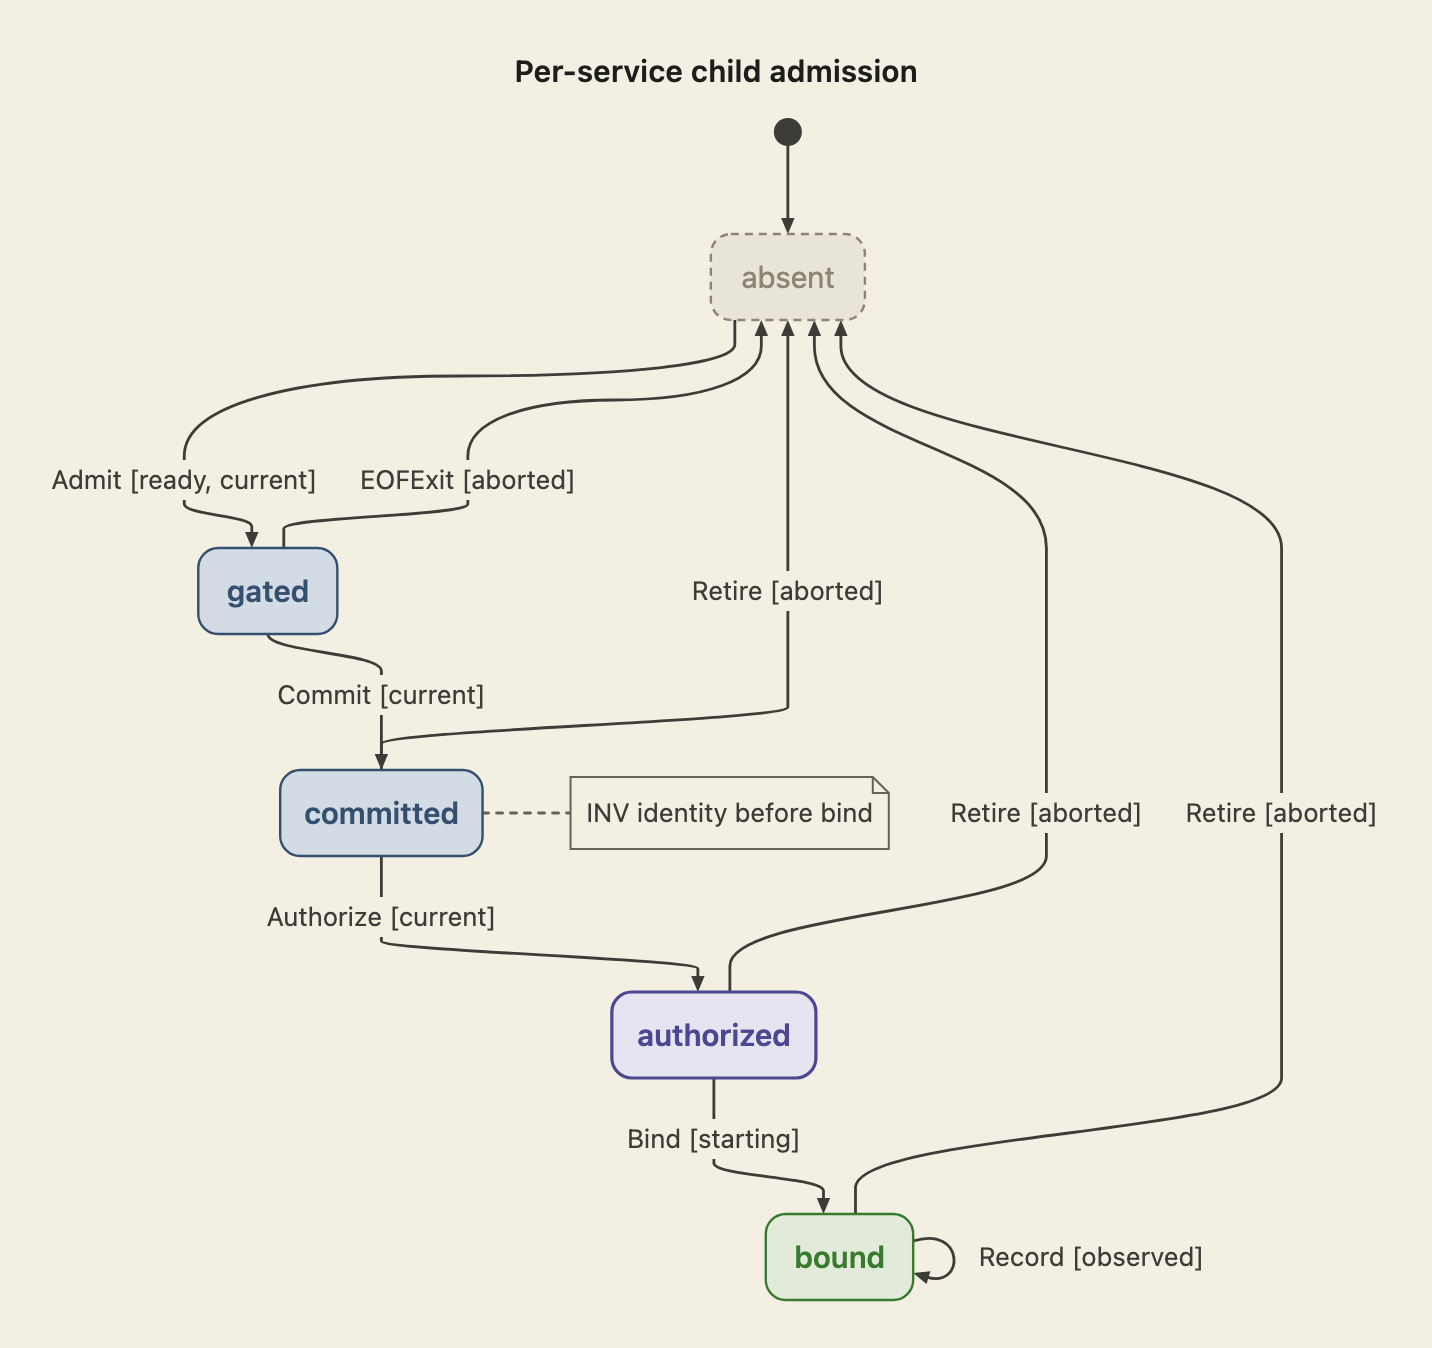 Per-service child admission
absent
Admit [ready, current]
EOFExit [aborted]
gated
Retire [aborted]
Commit [current]
committed
INV identity before bind
Retire [aborted]
Retire [aborted]
Authorize [current]
authorized
Bind [starting]
bound
Record [observed]